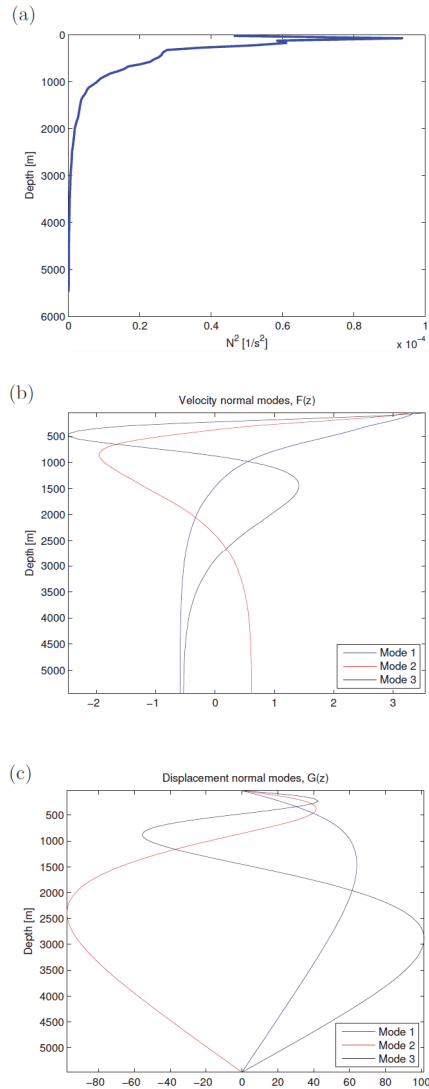 (a)
0
1000
2000
3000
4000
5000
6000
Depth [m]
0 0.2 0.4 0.6 0.8 1
N² [1/s²]
x 10⁻⁴
(b)
Velocity normal modes, F(z)
500
1000
1500
2000
2500
3000
3500
4000
4500
5000
Depth [m]
−2 −1 0 1 2 3
Mode 1
Mode 2
Mode 3
(c)
Displacement normal modes, G(z)
500
1000
1500
2000
2500
3000
3500
4000
4500
5000
Depth [m]
−80 −60 −40 −20 0 20 40 60 80 100
Mode 1
Mode 2
Mode 3